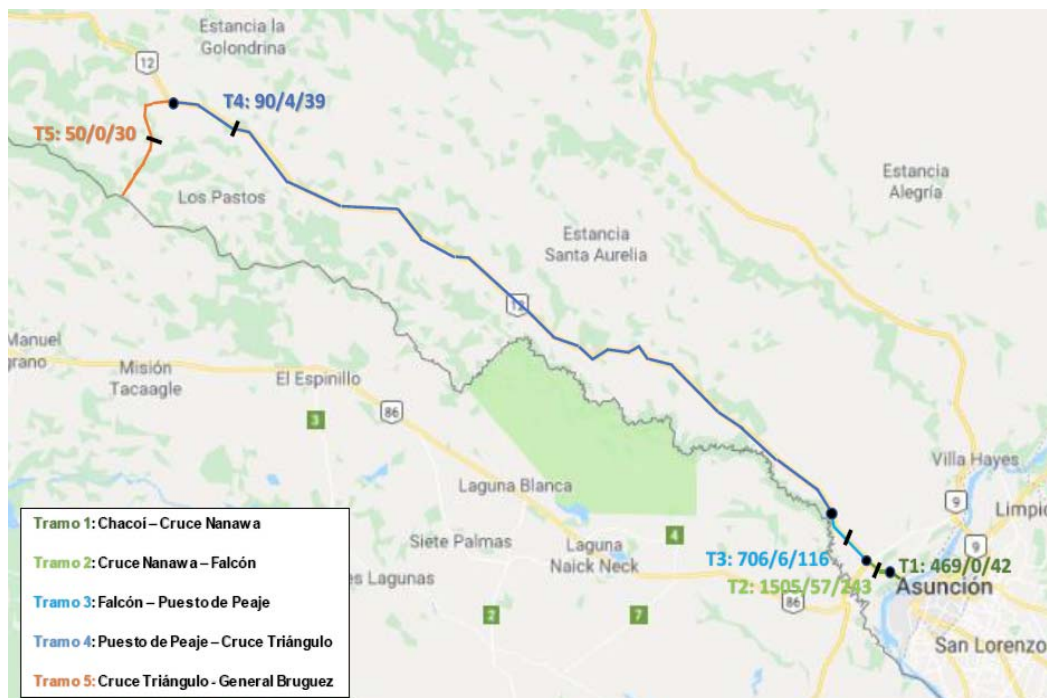 Estancia la
Golondrina
12
T4: 90/4/39
T5: 50/0/30
Los Pastos
Estancia
Alegría
Estancia
Santa Aurelia
12
Manuel
grano
Misión
Tacaagle
El Espinillo
3
86
Villa Hayes
9
Limpio
Laguna Blanca
Siete Palmas
4
Laguna
Naick Neck
es Lagunas
2
7
86
9
T3: 706/6/116
T1: 469/0/42
T2: 1505/57/243
Asunción
San Lorenzo
Tramo 1: Chacoí – Cruce Nanawa
Tramo 2: Cruce Nanawa – Falcón
Tramo 3: Falcón – Puesto de Peaje
Tramo 4: Puesto de Peaje – Cruce Triángulo
Tramo 5: Cruce Triángulo - General Bruguez